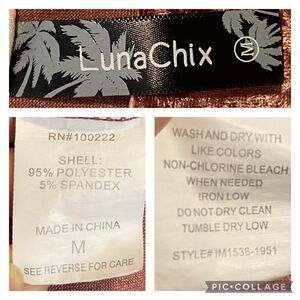 LunaChix M
RN#100222
SHELL:
95% POLYESTER
5% SPANDEX
MADE IN CHINA
M
SEE REVERSE FOR CARE
WASH AND DRY WITH
LIKE COLORS
NON-CHLORINE BLEACH
WHEN NEEDED
IRON LOW
DO NOT DRY CLEAN
TUMBLE DRY LOW
STYLE#IM1538-1951
PIC•COLLAGE